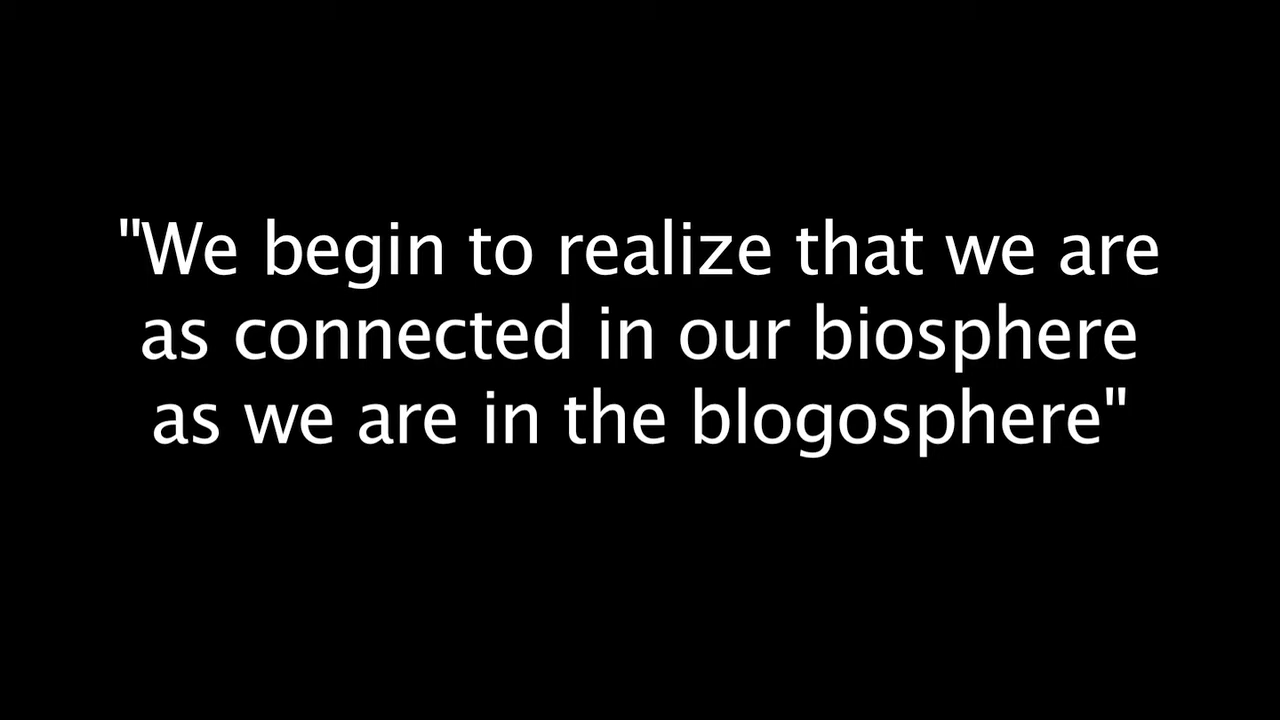 "We begin to realize that we are
as connected in our biosphere
as we are in the blogosphere"